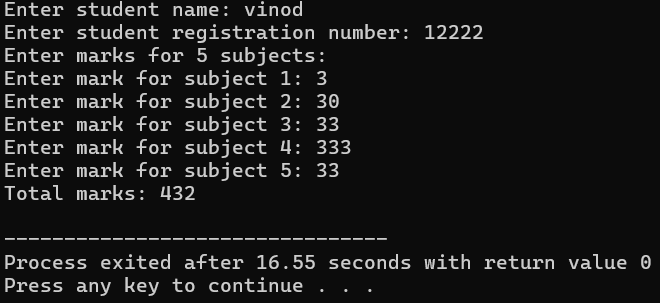 Enter student name: vinod
Enter student registration number: 12222
Enter marks for 5 subjects:
Enter mark for subject 1: 3
Enter mark for subject 2: 30
Enter mark for subject 3: 33
Enter mark for subject 4: 333
Enter mark for subject 5: 33
Total marks: 432

--------------------------------
Process exited after 16.55 seconds with return value 0
Press any key to continue . . .